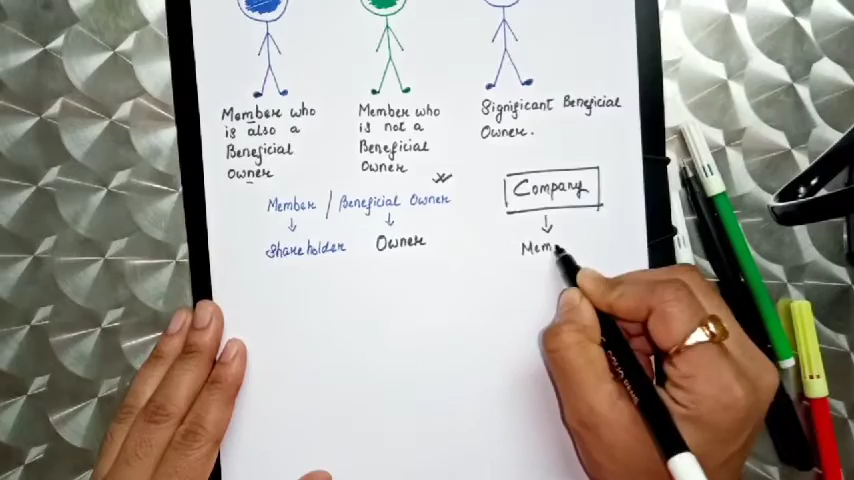 Member who
is also a
Beneficial
Owner
Member who
is not a
Beneficial
Owner.
Significant Beneficial
Owner.
Member / Beneficial Owner
Shareholder
Owner
Company
Mem